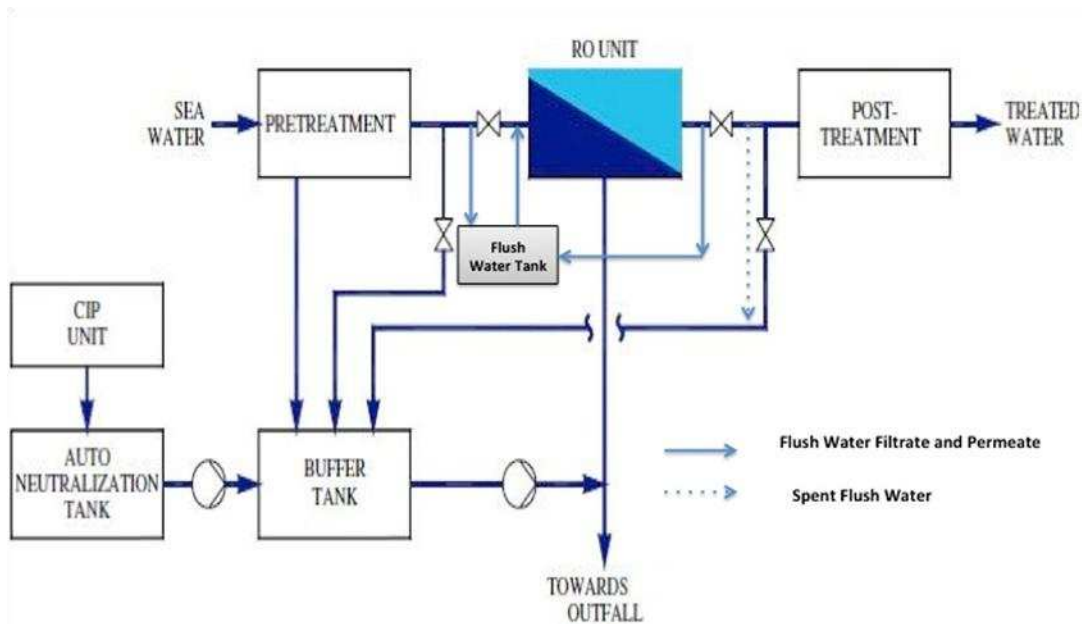 RO UNIT
SEA
WATER
PRETREATMENT
POST-
TREATMENT
TREATED
WATER
Flush
Water Tank
CIP
UNIT
AUTO
NEUTRALIZATION
TANK
BUFFER
TANK
Flush Water Filtrate and Permeate
Spent Flush Water
TOWARDS
OUTFALL